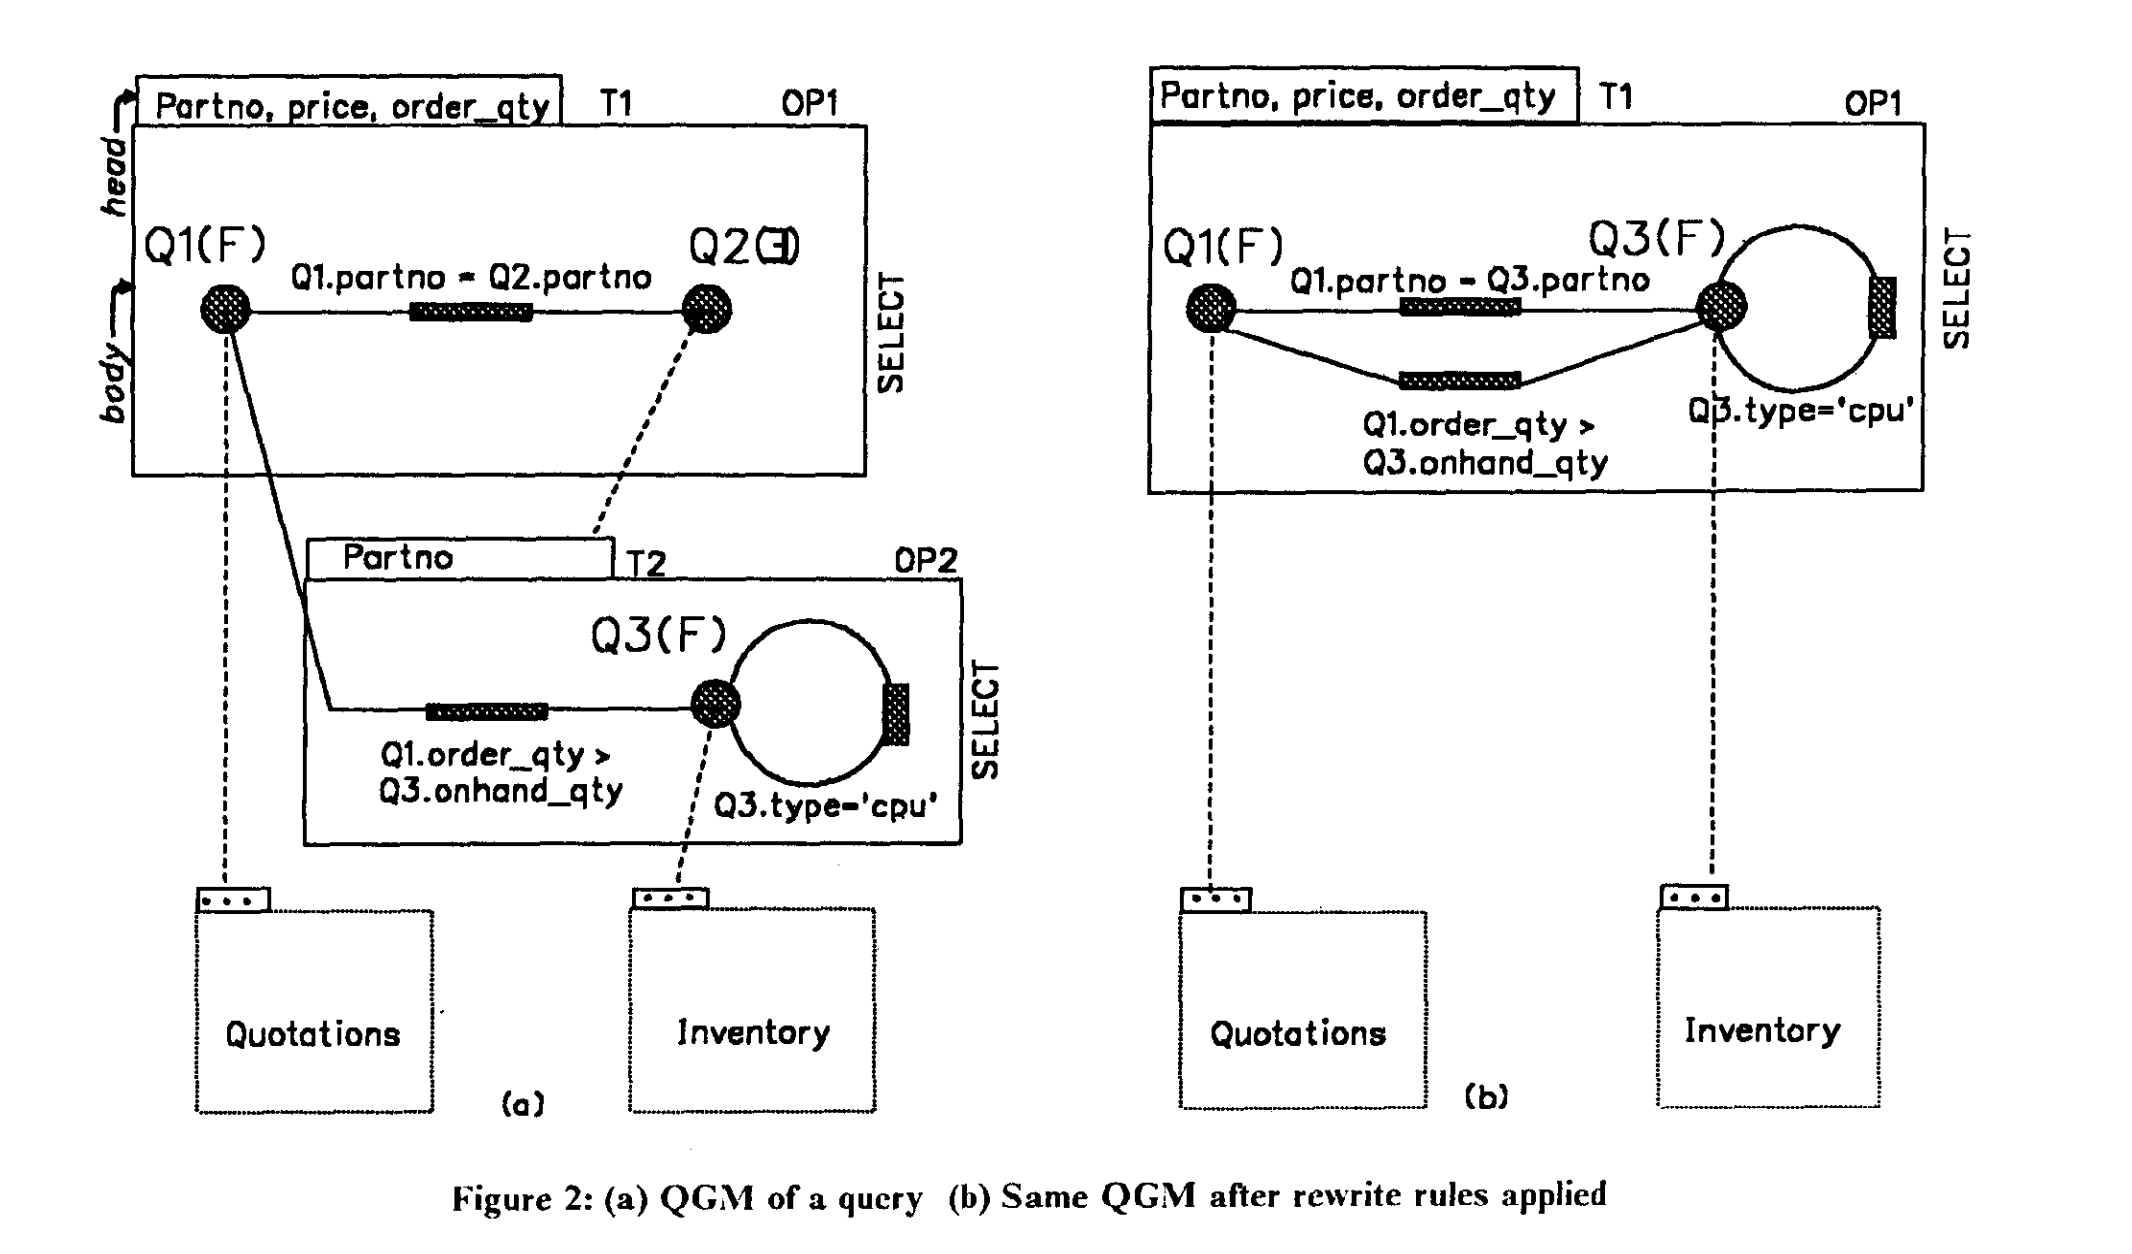 Partno, price, order_qty T1 OP1
head
body
Q1(F) Q2(∃)
Q1.partno = Q2.partno
SELECT
Partno T2 OP2
Q3(F)
Q1.order_qty >
Q3.onhand_qty
Q3.type='cpu'
SELECT
Quotations
Inventory
(a)
Partno, price, order_qty T1 OP1
Q1(F) Q3(F)
Q1.partno = Q3.partno
Q1.order_qty >
Q3.onhand_qty
Q3.type='cpu'
SELECT
Quotations
Inventory
(b)
Figure 2: (a) QGM of a query (b) Same QGM after rewrite rules applied